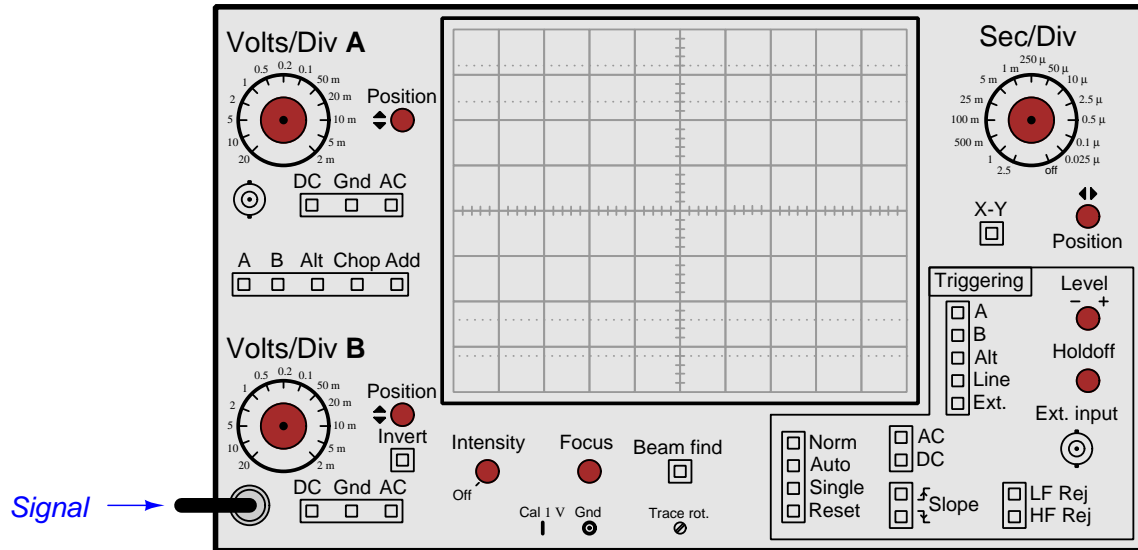 Volts/Div A
0.5 0.2 0.1
1 50 m
2 20 m
5 10 m
10 5 m
20 2 m
Position
DC Gnd AC
A B Alt Chop Add
Volts/Div B
0.5 0.2 0.1
1 50 m
2 20 m
5 10 m
10 5 m
20 2 m
Position
Invert
DC Gnd AC
Signal
Intensity
Off
Focus
Beam find
Cal 1 V Gnd
Trace rot.
Sec/Div
250 µ
1 m 50 µ
5 m 10 µ
25 m 2.5 µ
100 m 0.5 µ
500 m 0.1 µ
1 0.025 µ
2.5 off
X-Y
Position
Triggering
A
B
Alt
Line
Ext.
Level
− +
Holdoff
Ext. input
Norm
Auto
Single
Reset
AC
DC
Slope
LF Rej
HF Rej